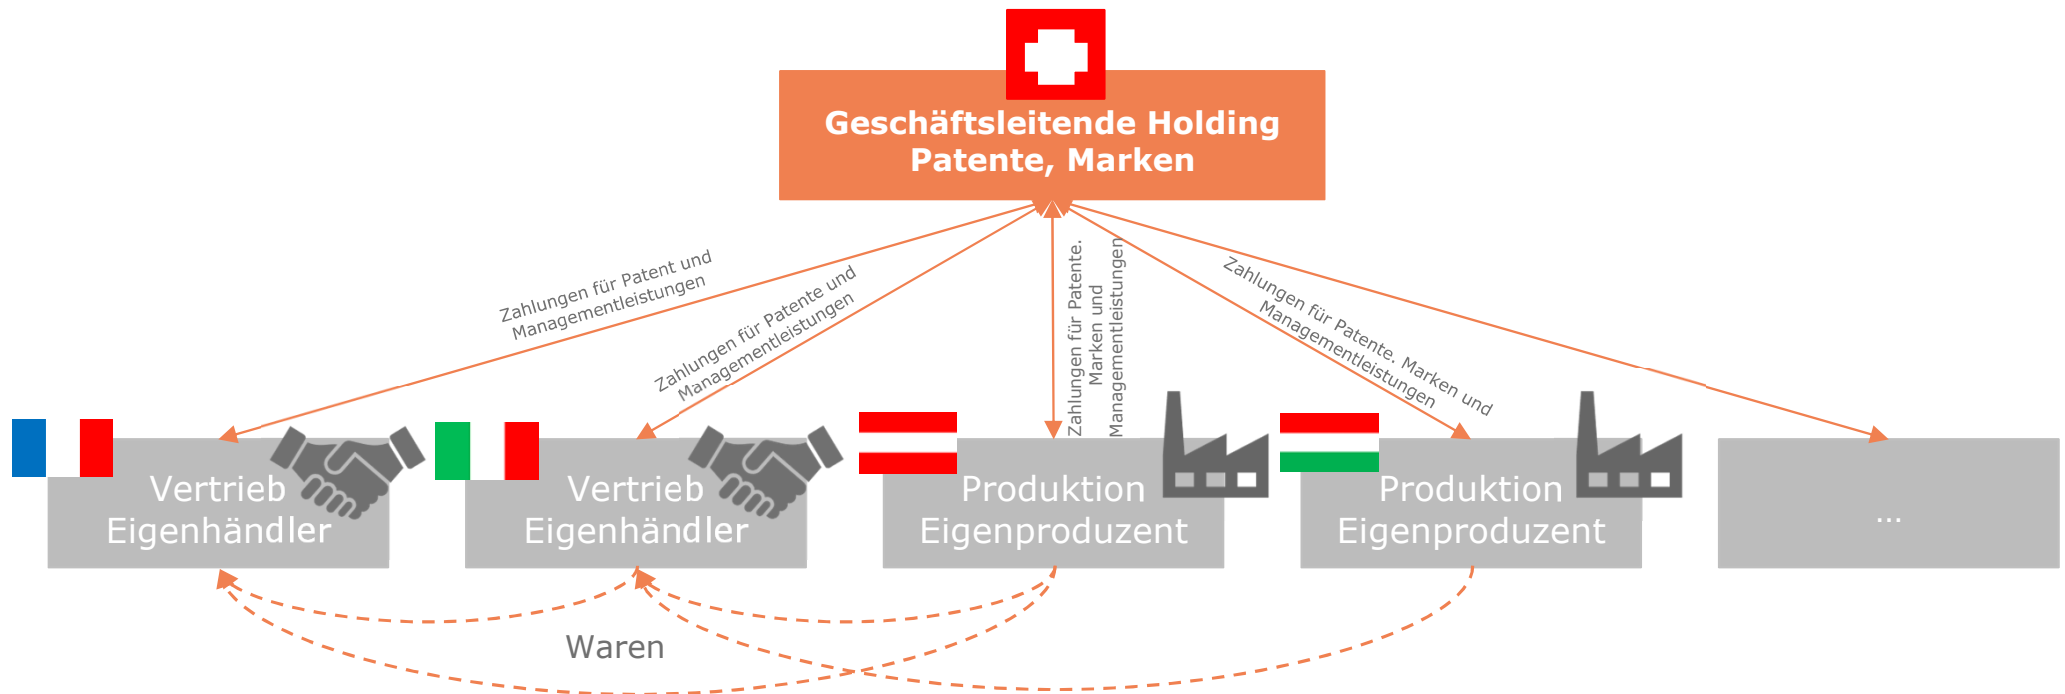 Geschäftsleitende Holding
Patente, Marken
Zahlungen für Patent und
Managementleistungen
Zahlungen für Patente und
Managementleistungen
Zahlungen für Patente.
Marken und
Managementleistungen
Zahlungen für Patente. Marken und
Managementleistungen
Vertrieb
Eigenhändler
Vertrieb
Eigenhändler
Produktion
Eigenproduzent
Produktion
Eigenproduzent
...
Waren